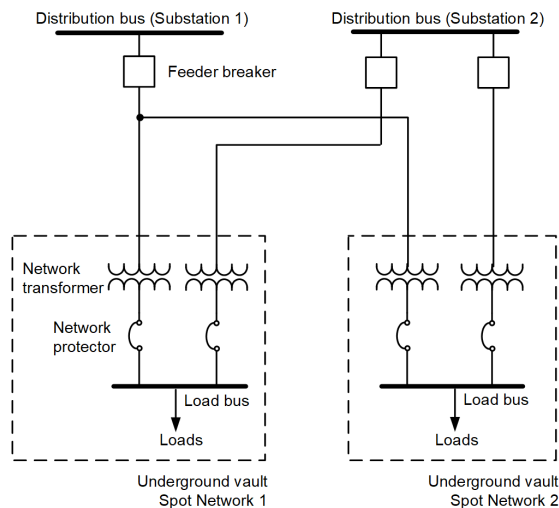 Distribution bus (Substation 1)
Distribution bus (Substation 2)
Feeder breaker
Network
transformer
Network
protector
Load bus
Load bus
Loads
Loads
Underground vault
Spot Network 1
Underground vault
Spot Network 2